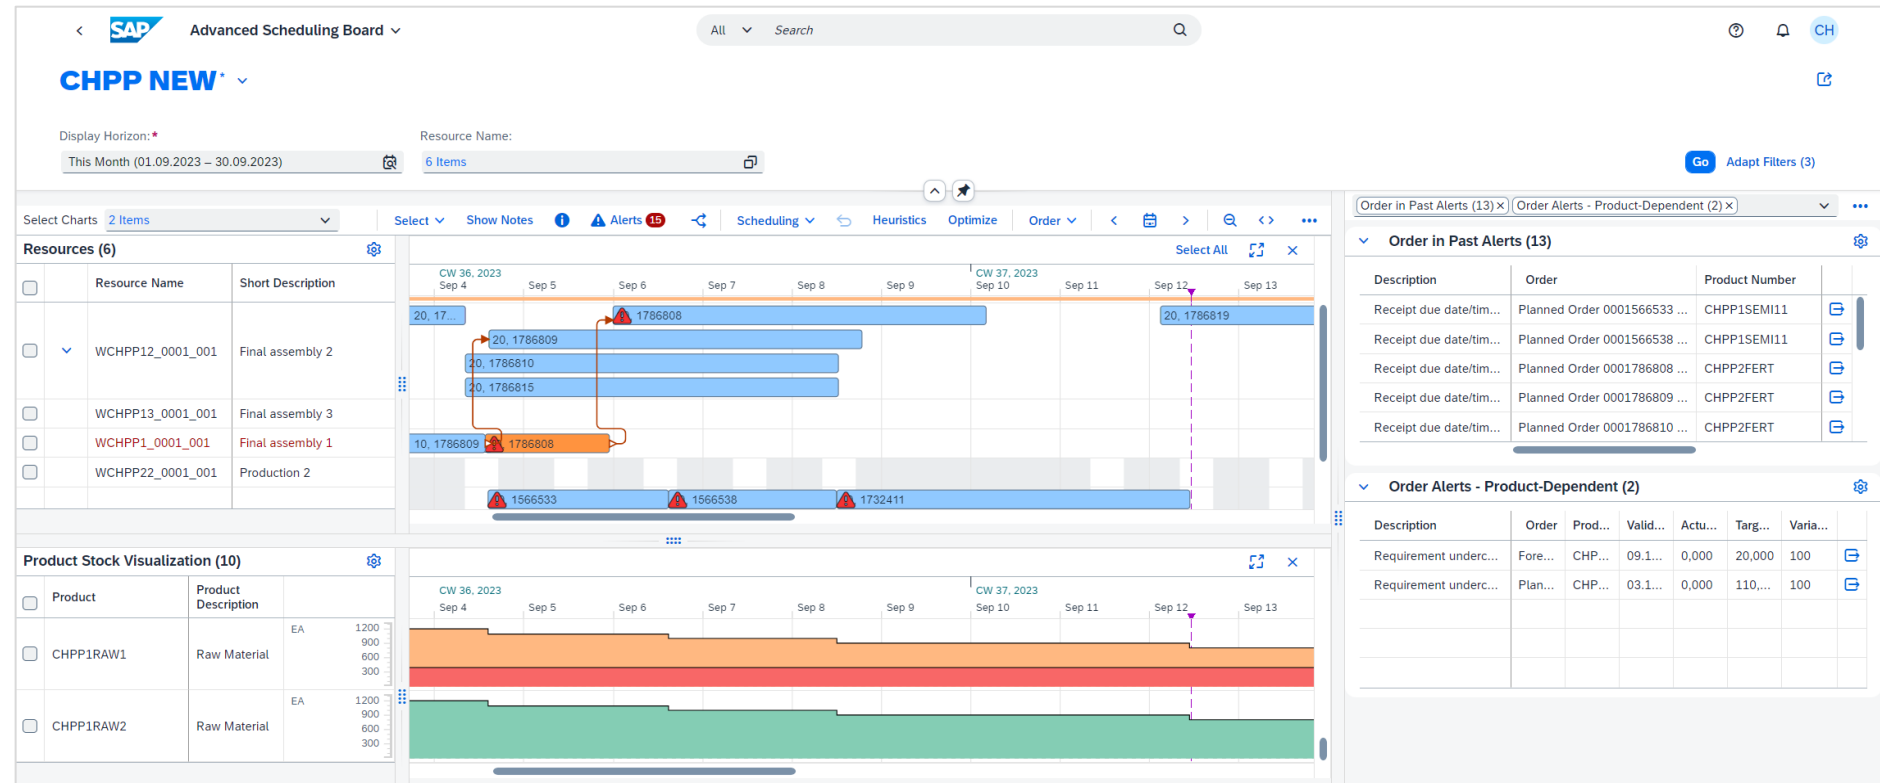 SAP
Advanced Scheduling Board
All
Search
CH
CHPP NEW*
Display Horizon:*
Resource Name:
This Month (01.09.2023 – 30.09.2023)
6 Items
Go
Adapt Filters (3)
Select Charts
2 Items
Select
Show Notes
Alerts 15
Scheduling
Heuristics
Optimize
Order
Order in Past Alerts (13)
Order Alerts - Product-Dependent (2)
Resources (6)
Select All
Resource Name
Short Description
CW 36, 2023
CW 37, 2023
Sep 4
Sep 5
Sep 6
Sep 7
Sep 8
Sep 9
Sep 10
Sep 11
Sep 12
Sep 13
WCHPP12_0001_001
Final assembly 2
20, 17...
1786808
20, 1786819
20, 1786809
20, 1786810
20, 1786815
WCHPP13_0001_001
Final assembly 3
WCHPP1_0001_001
Final assembly 1
10, 1786809
1786808
WCHPP22_0001_001
Production 2
1566533
1566538
1732411
Product Stock Visualization (10)
Product
Product
Description
CW 36, 2023
CW 37, 2023
Sep 4
Sep 5
Sep 6
Sep 7
Sep 8
Sep 9
Sep 10
Sep 11
Sep 12
Sep 13
CHPP1RAW1
Raw Material
EA
1200
900
600
300
CHPP1RAW2
Raw Material
EA
1200
900
600
300
Order in Past Alerts (13)
Description
Order
Product Number
Receipt due date/tim...
Planned Order 0001566533 ...
CHPP1SEMI11
Receipt due date/tim...
Planned Order 0001566538 ...
CHPP1SEMI11
Receipt due date/tim...
Planned Order 0001786808 ...
CHPP2FERT
Receipt due date/tim...
Planned Order 0001786809 ...
CHPP2FERT
Receipt due date/tim...
Planned Order 0001786810 ...
CHPP2FERT
Order Alerts - Product-Dependent (2)
Description
Order
Prod...
Valid...
Actu...
Targ...
Varia...
Requirement underc...
Fore...
CHP...
09.1...
0,000
20,000
100
Requirement underc...
Plan...
CHP...
03.1...
0,000
110,...
100